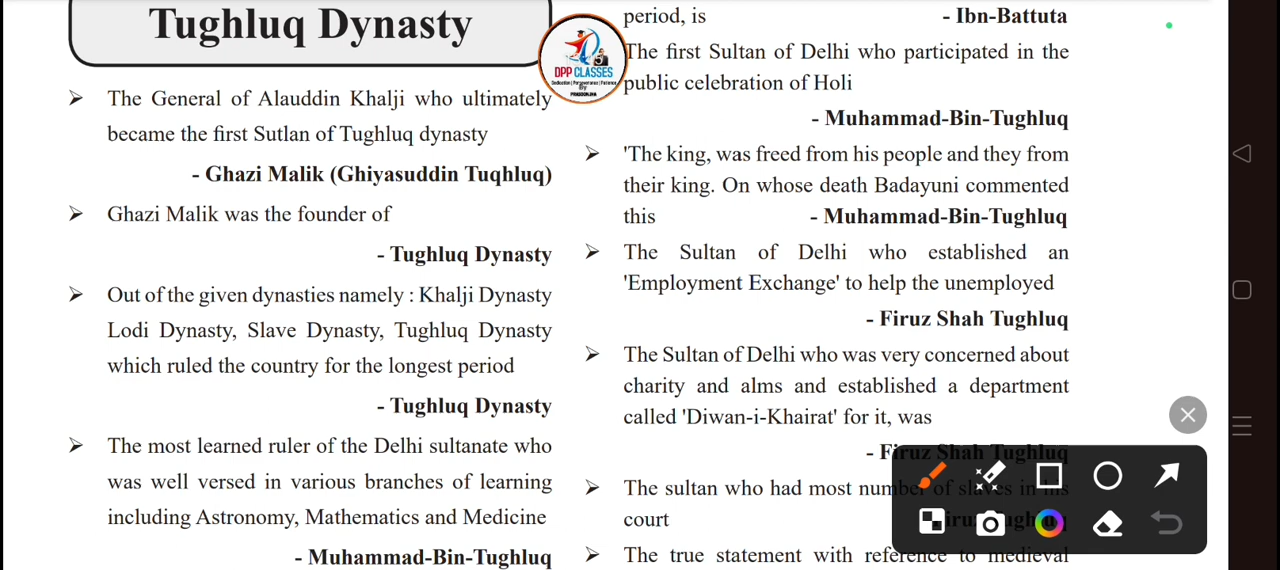 Tughluq Dynasty
➢ The General of Alauddin Khalji who ultimately
became the first Sutlan of Tughluq dynasty
- Ghazi Malik (Ghiyasuddin Tuqhluq)
➢ Ghazi Malik was the founder of
- Tughluq Dynasty
➢ Out of the given dynasties namely : Khalji Dynasty
Lodi Dynasty, Slave Dynasty, Tughluq Dynasty
which ruled the country for the longest period
- Tughluq Dynasty
➢ The most learned ruler of the Delhi sultanate who
was well versed in various branches of learning
including Astronomy, Mathematics and Medicine
- Muhammad-Bin-Tughluq
DPP CLASSES
By
period, is - Ibn-Battuta
The first Sultan of Delhi who participated in the
public celebration of Holi
- Muhammad-Bin-Tughluq
➢ 'The king, was freed from his people and they from
their king. On whose death Badayuni commented
this - Muhammad-Bin-Tughluq
➢ The Sultan of Delhi who established an
'Employment Exchange' to help the unemployed
- Firuz Shah Tughluq
➢ The Sultan of Delhi who was very concerned about
charity and alms and established a department
called 'Diwan-i-Khairat' for it, was
- Firuz Shah Tughluq
➢ The sultan who had most number of slaves in his
court
➢ The true statement with reference to medieval